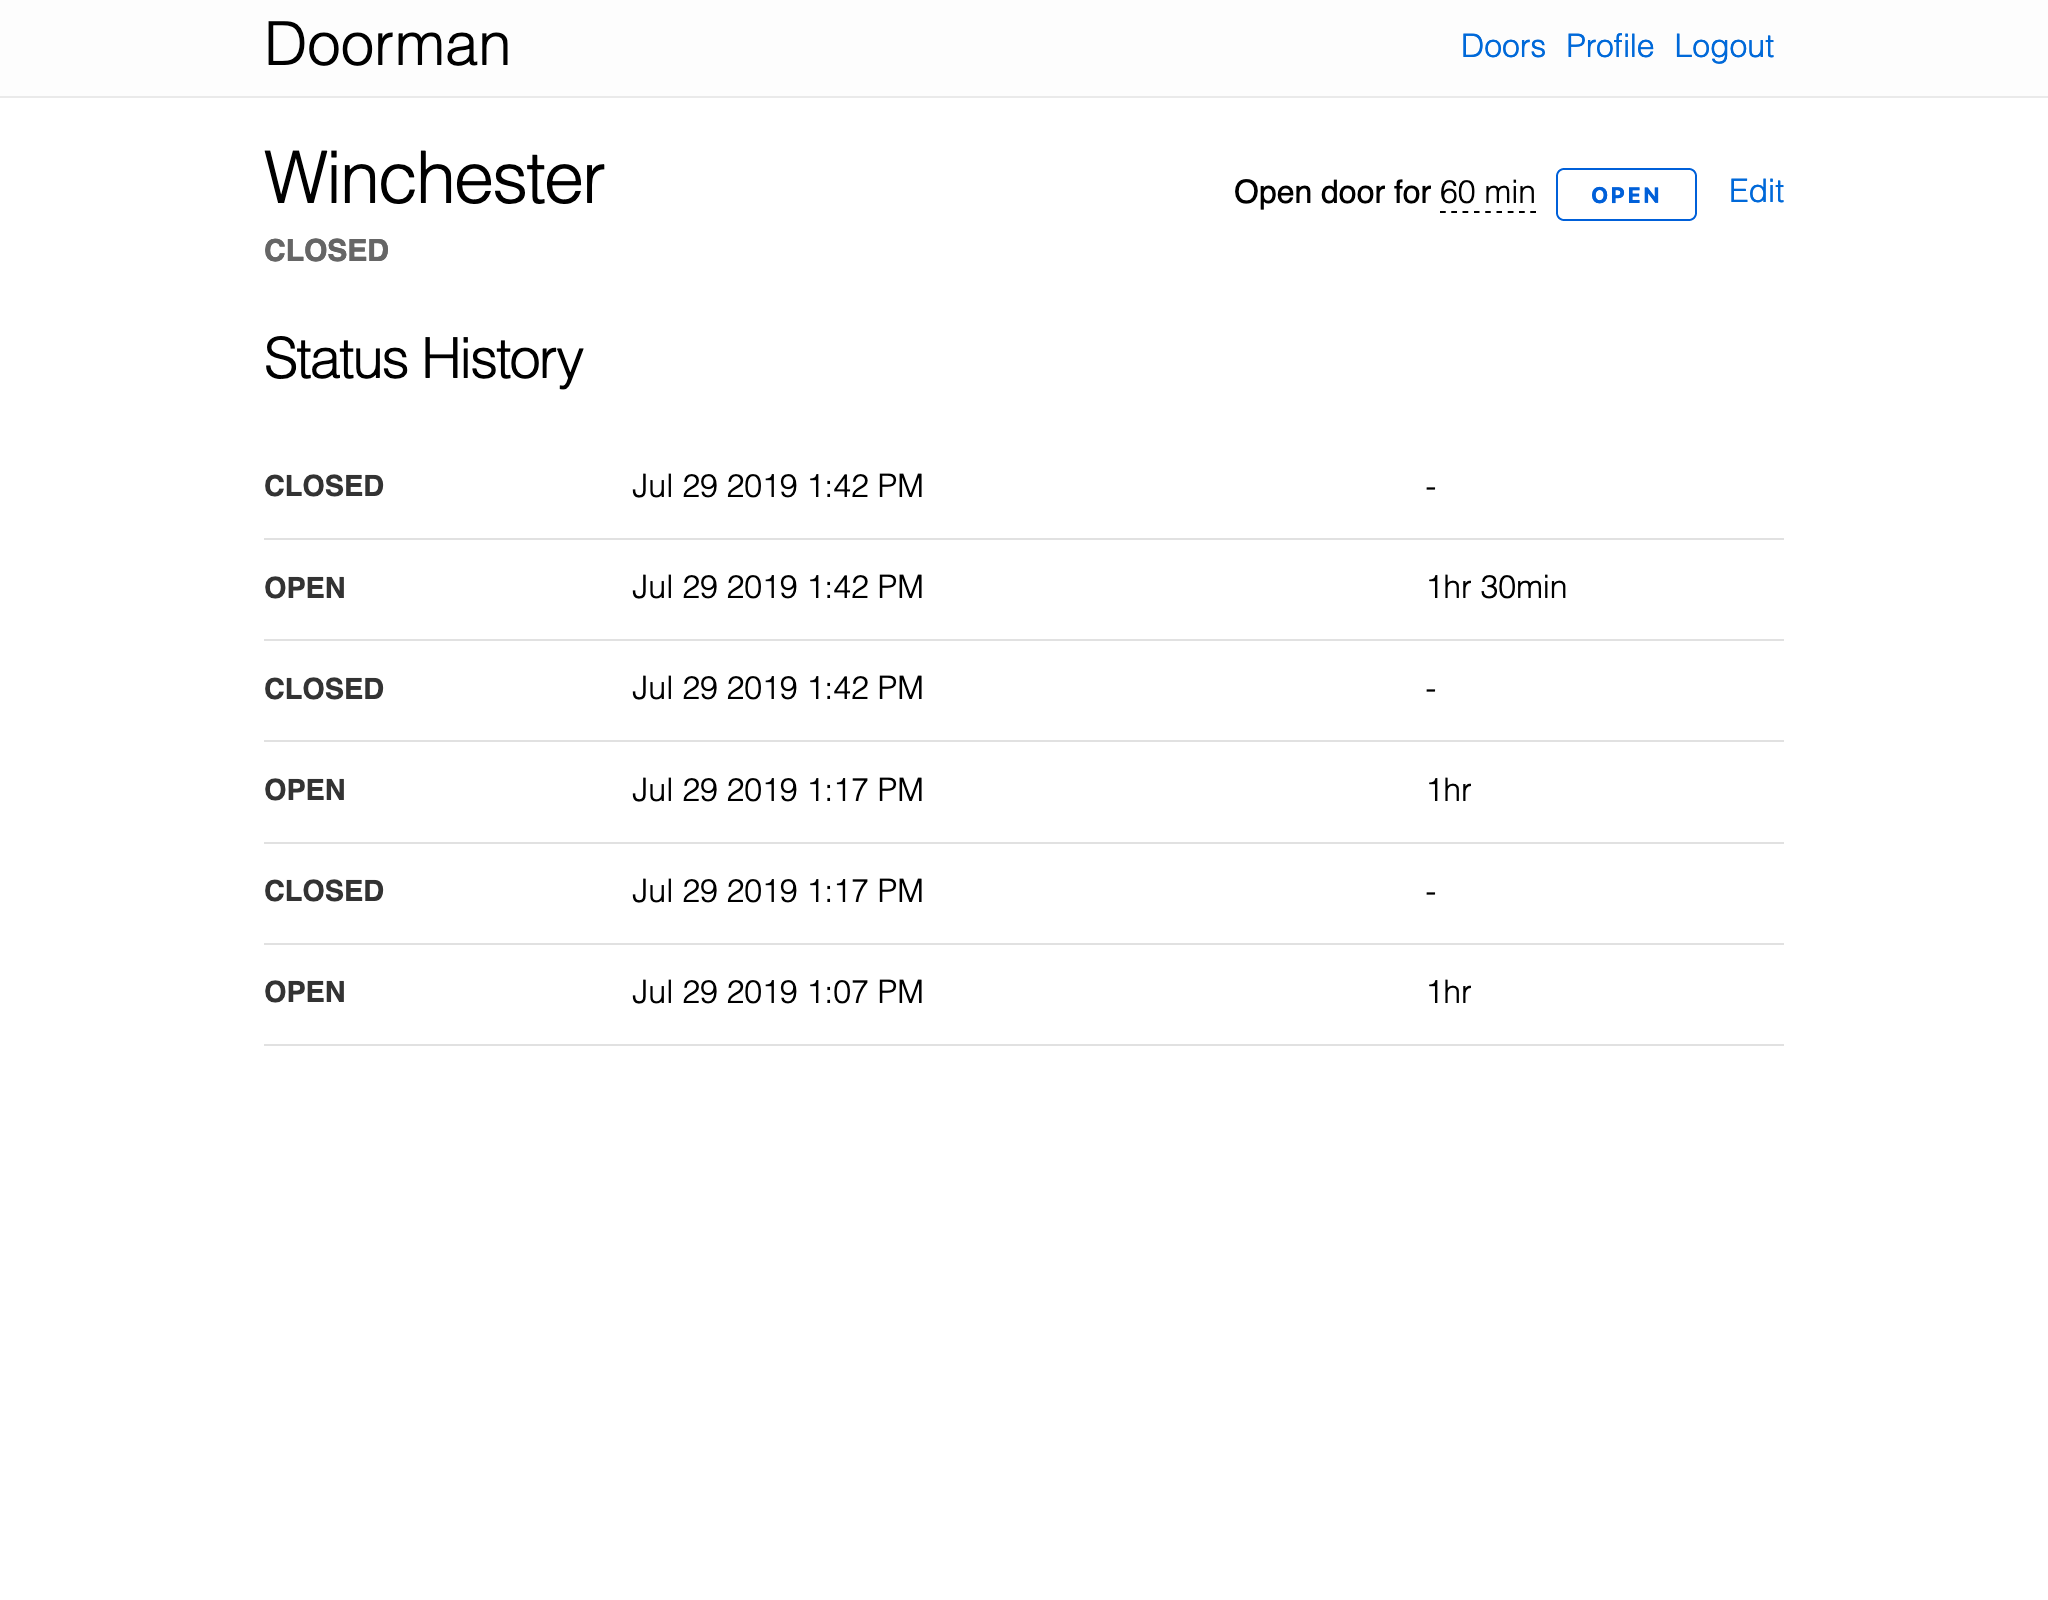 Doorman
Doors Profile Logout
Winchester
Open door for 60 min OPEN Edit
CLOSED
Status History
CLOSED Jul 29 2019 1:42 PM -
OPEN Jul 29 2019 1:42 PM 1hr 30min
CLOSED Jul 29 2019 1:42 PM -
OPEN Jul 29 2019 1:17 PM 1hr
CLOSED Jul 29 2019 1:17 PM -
OPEN Jul 29 2019 1:07 PM 1hr